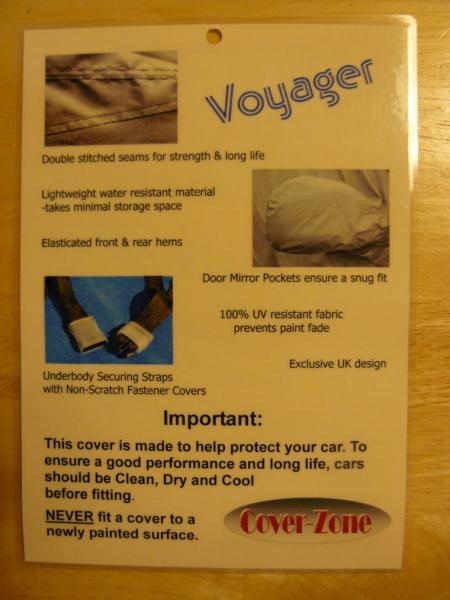 Voyager
Double stitched seams for strength & long life
Lightweight water resistant material
-takes minimal storage space
Elasticated front & rear hems
Door Mirror Pockets ensure a snug fit
100% UV resistant fabric
prevents paint fade
Exclusive UK design
Underbody Securing Straps
with Non-Scratch Fastener Covers
Important:
This cover is made to help protect your car. To
ensure a good performance and long life, cars
should be Clean, Dry and Cool
before fitting.
NEVER fit a cover to a
newly painted surface.
Cover-Zone